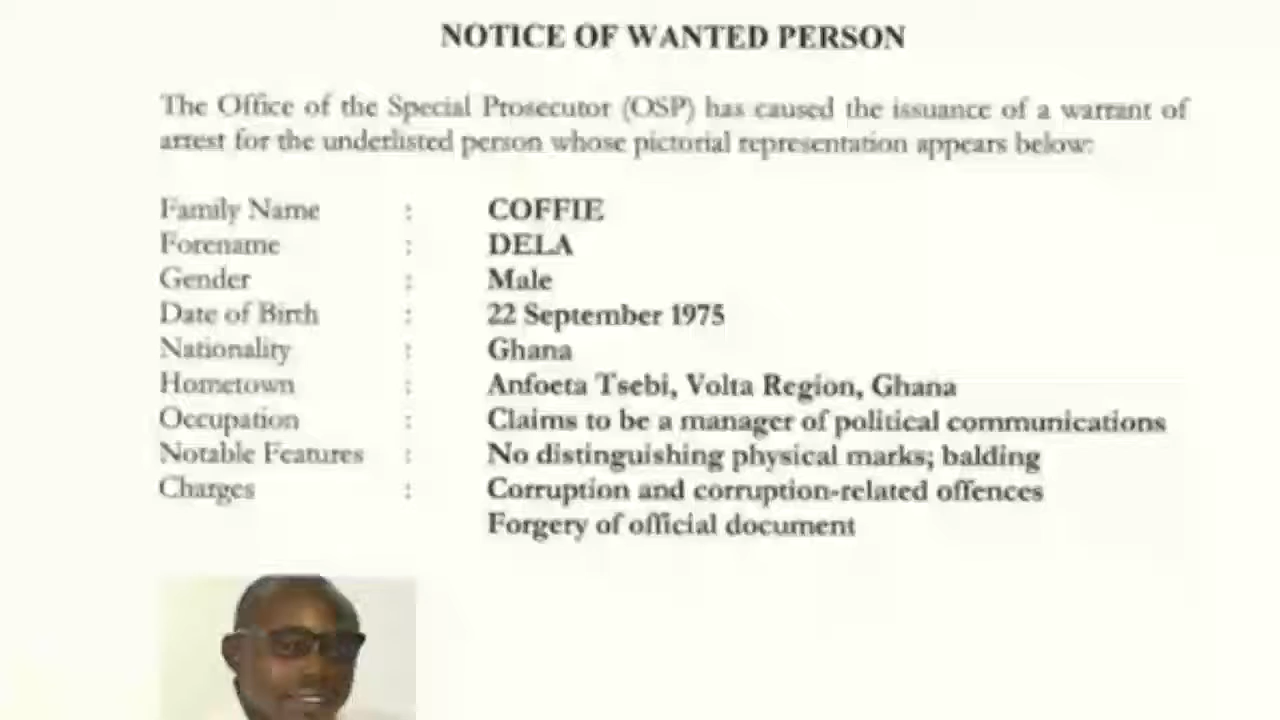 NOTICE OF WANTED PERSON
The Office of the Special Prosecutor (OSP) has caused the issuance of a warrant of
arrest for the underlisted person whose pictorial representation appears below:
Family Name : COFFIE
Forename : DELA
Gender : Male
Date of Birth : 22 September 1975
Nationality : Ghana
Hometown : Anfoeta Tsebi, Volta Region, Ghana
Occupation : Claims to be a manager of political communications
Notable Features : No distinguishing physical marks; balding
Charges : Corruption and corruption-related offences
Forgery of official document